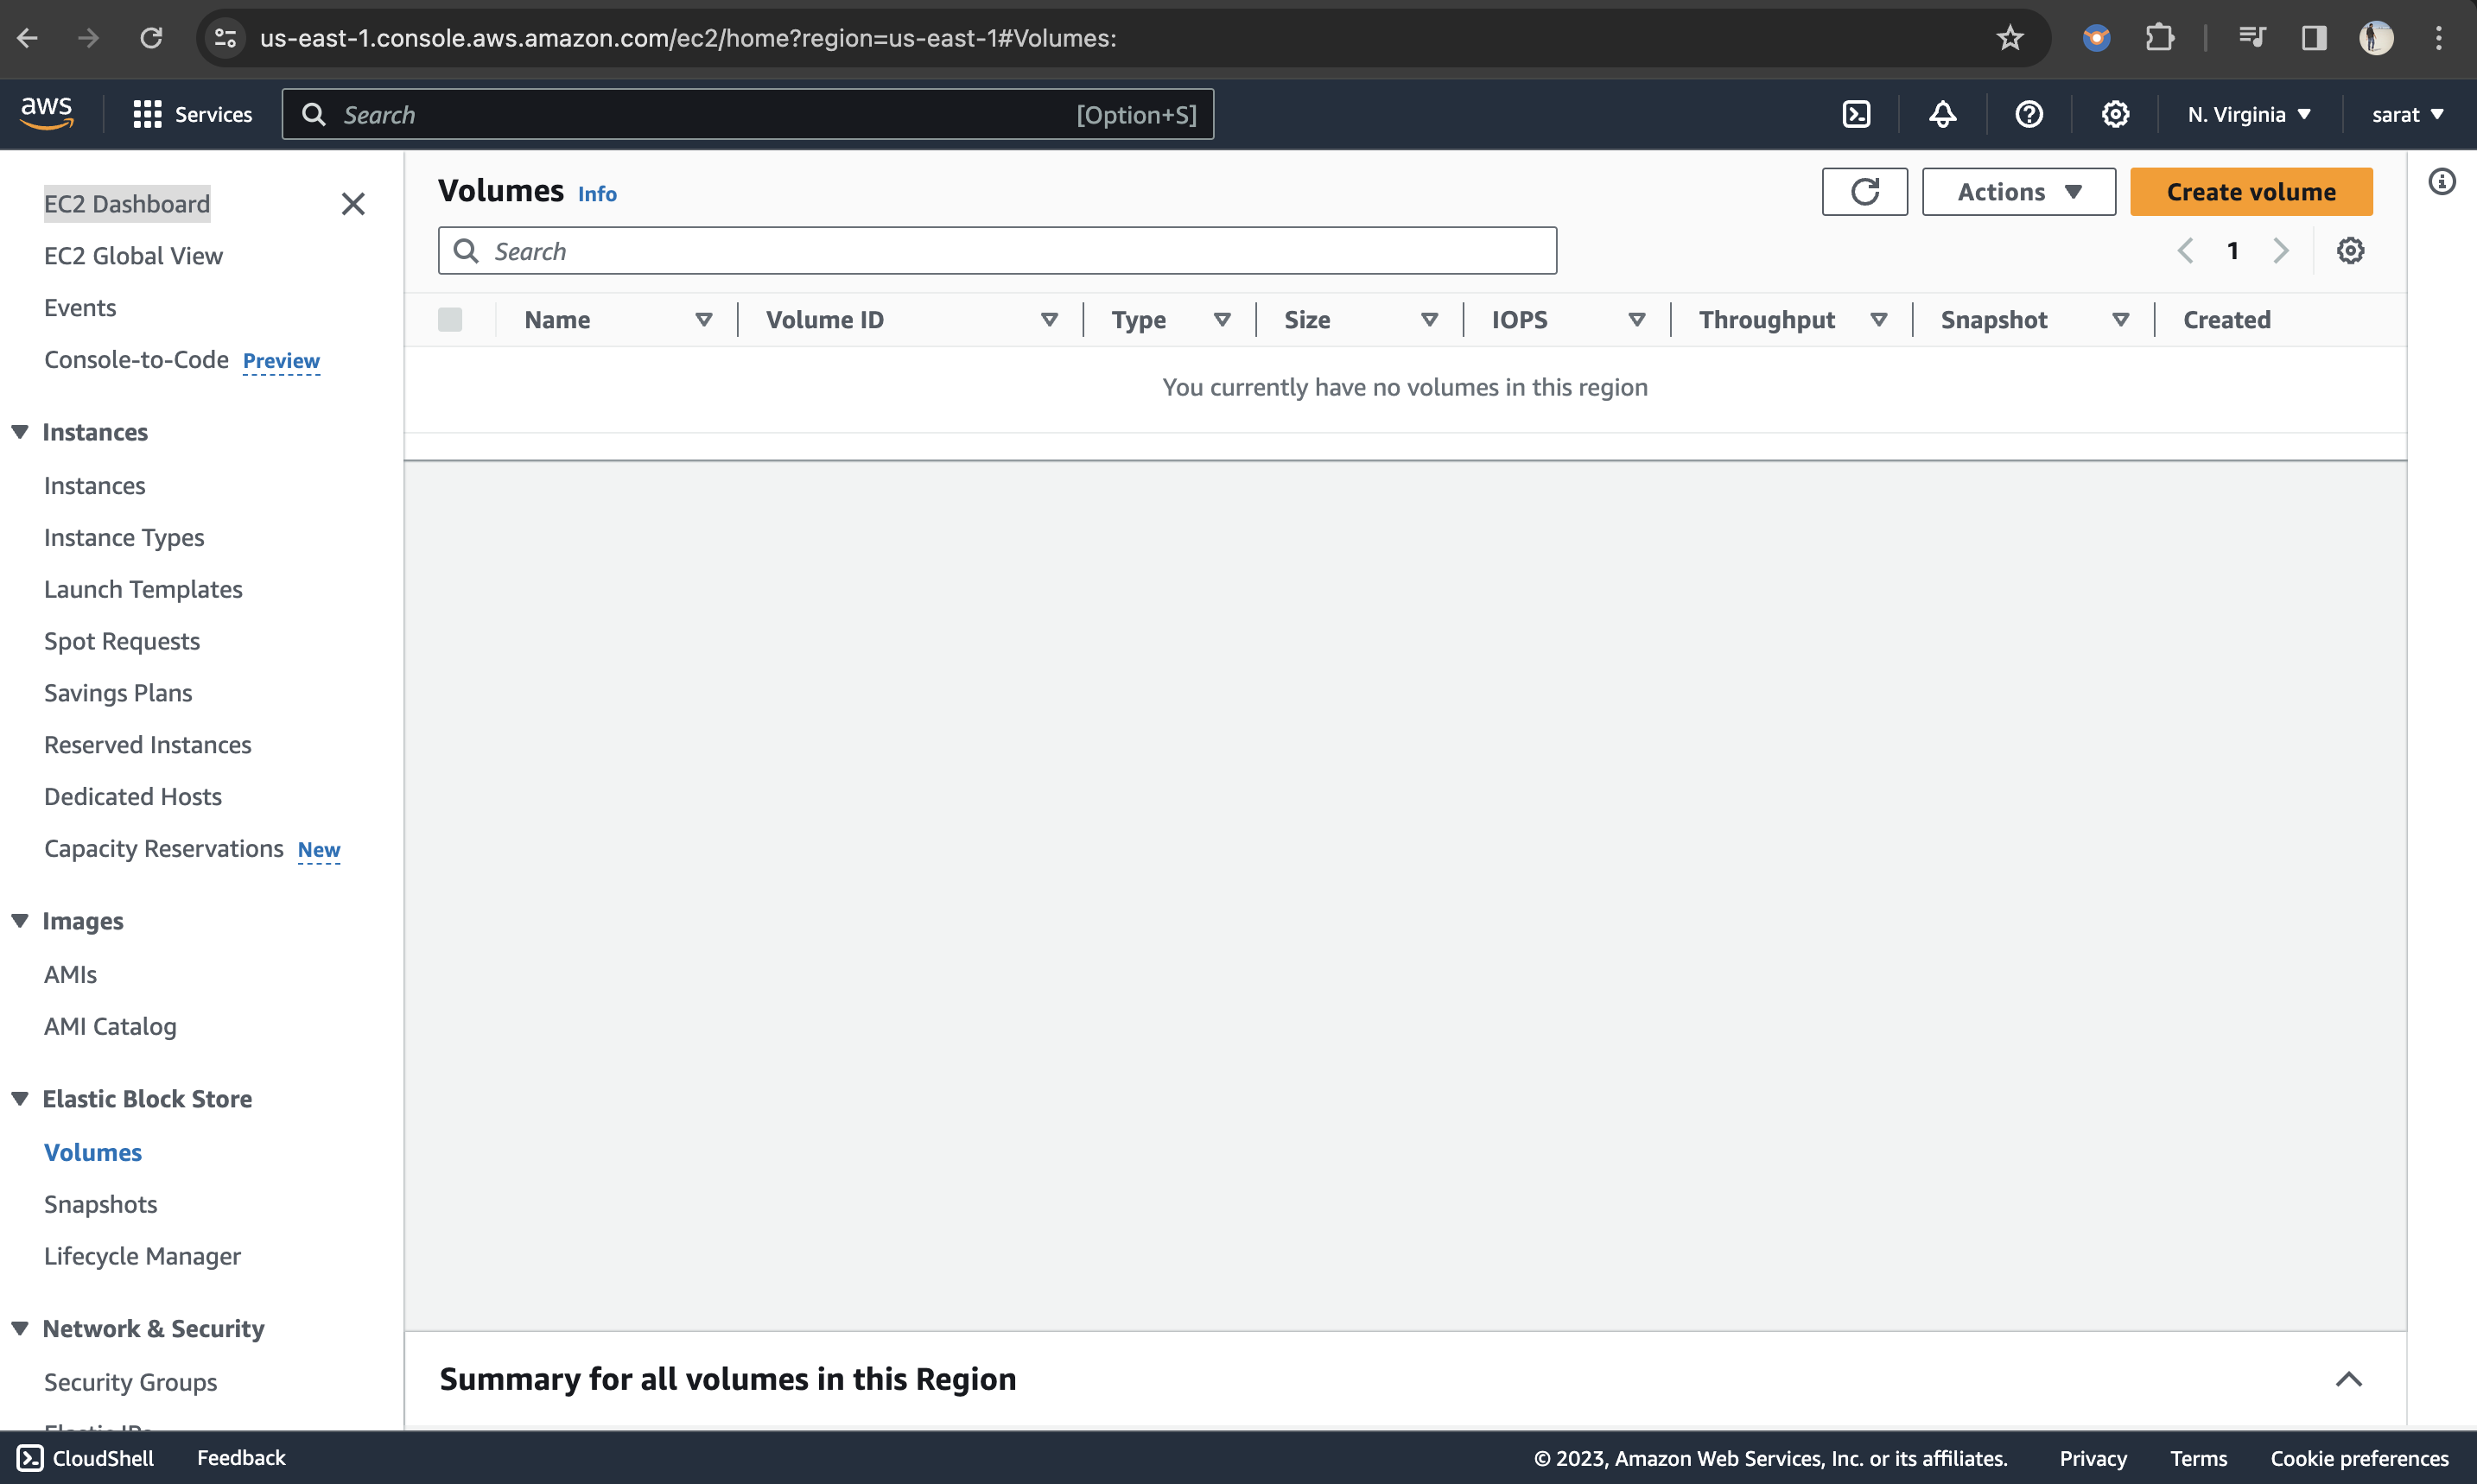 us-east-1.console.aws.amazon.com/ec2/home?region=us-east-1#Volumes:
aws Services Search [Option+S] N. Virginia sarat
EC2 Dashboard
EC2 Global View
Events
Console-to-Code Preview
Instances
Instances
Instance Types
Launch Templates
Spot Requests
Savings Plans
Reserved Instances
Dedicated Hosts
Capacity Reservations New
Images
AMIs
AMI Catalog
Elastic Block Store
Volumes
Snapshots
Lifecycle Manager
Network & Security
Security Groups
Volumes Info Actions Create volume
Search 1
Name Volume ID Type Size IOPS Throughput Snapshot Created
You currently have no volumes in this region
Summary for all volumes in this Region
CloudShell Feedback © 2023, Amazon Web Services, Inc. or its affiliates. Privacy Terms Cookie preferences